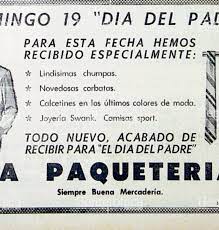 MINGO 19 "DIA DEL PAD
PARA ESTA FECHA HEMOS
RECIBIDO ESPECIALMENTE:
Lindisimas chumpas.
Novedosas corbatas.
Calcetines en los últimos colores de moda.
Joyería Swank. Camisas sport.
TODO NUEVO, ACABADO DE
RECIBIR PARA "EL DIA DEL PADRE"
A PAQUETERIA
Siempre Buena Mercadería.